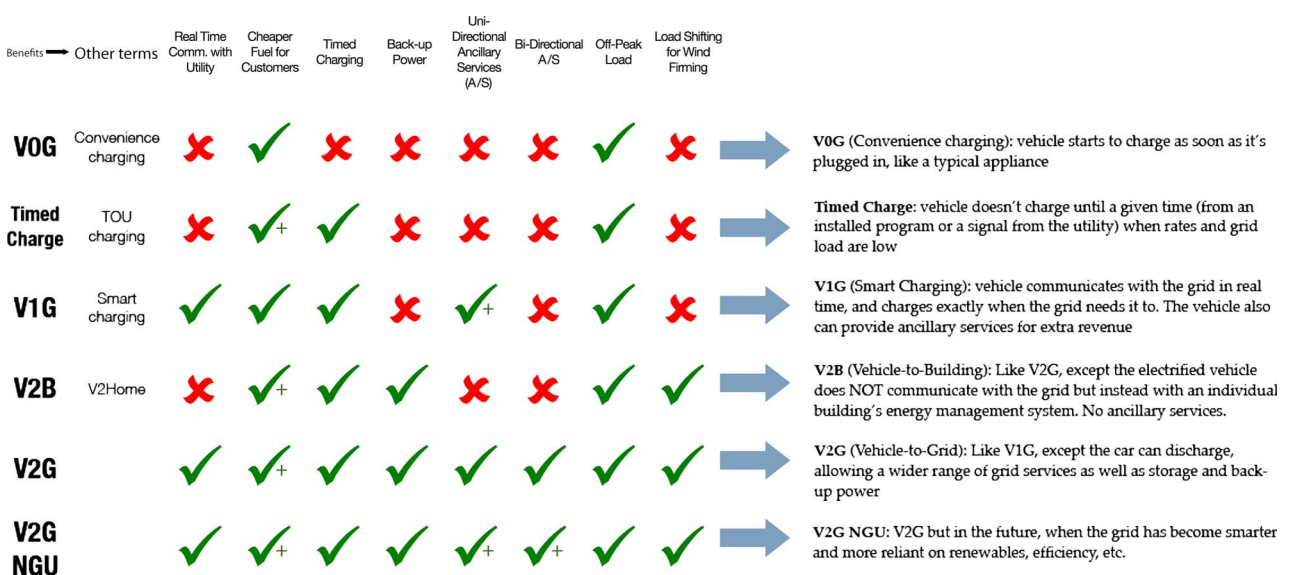 Benefits
Other terms
Real Time
Comm. with
Utility
Cheaper
Fuel for
Customers
Timed
Charging
Back-up
Power
Uni-
Directional
Ancillary
Services
(A/S)
Bi-Directional
A/S
Off-Peak
Load
Load Shifting
for Wind
Firming
V0G
Convenience
charging
V0G (Convenience charging): vehicle starts to charge as soon as it's
plugged in, like a typical appliance
Timed
Charge
TOU
charging
+
Timed Charge: vehicle doesn't charge until a given time (from an
installed program or a signal from the utility) when rates and grid
load are low
V1G
Smart
charging
+
V1G (Smart Charging): vehicle communicates with the grid in real
time, and charges exactly when the grid needs it to. The vehicle also
can provide ancillary services for extra revenue
V2B
V2Home
+
V2B (Vehicle-to-Building): Like V2G, except the electrified vehicle
does NOT communicate with the grid but instead with an individual
building's energy management system. No ancillary services.
V2G
+
V2G (Vehicle-to-Grid): Like V1G, except the car can discharge,
allowing a wider range of grid services as well as storage and back-
up power
V2G
NGU
+ + +
V2G NGU: V2G but in the future, when the grid has become smarter
and more reliant on renewables, efficiency, etc.